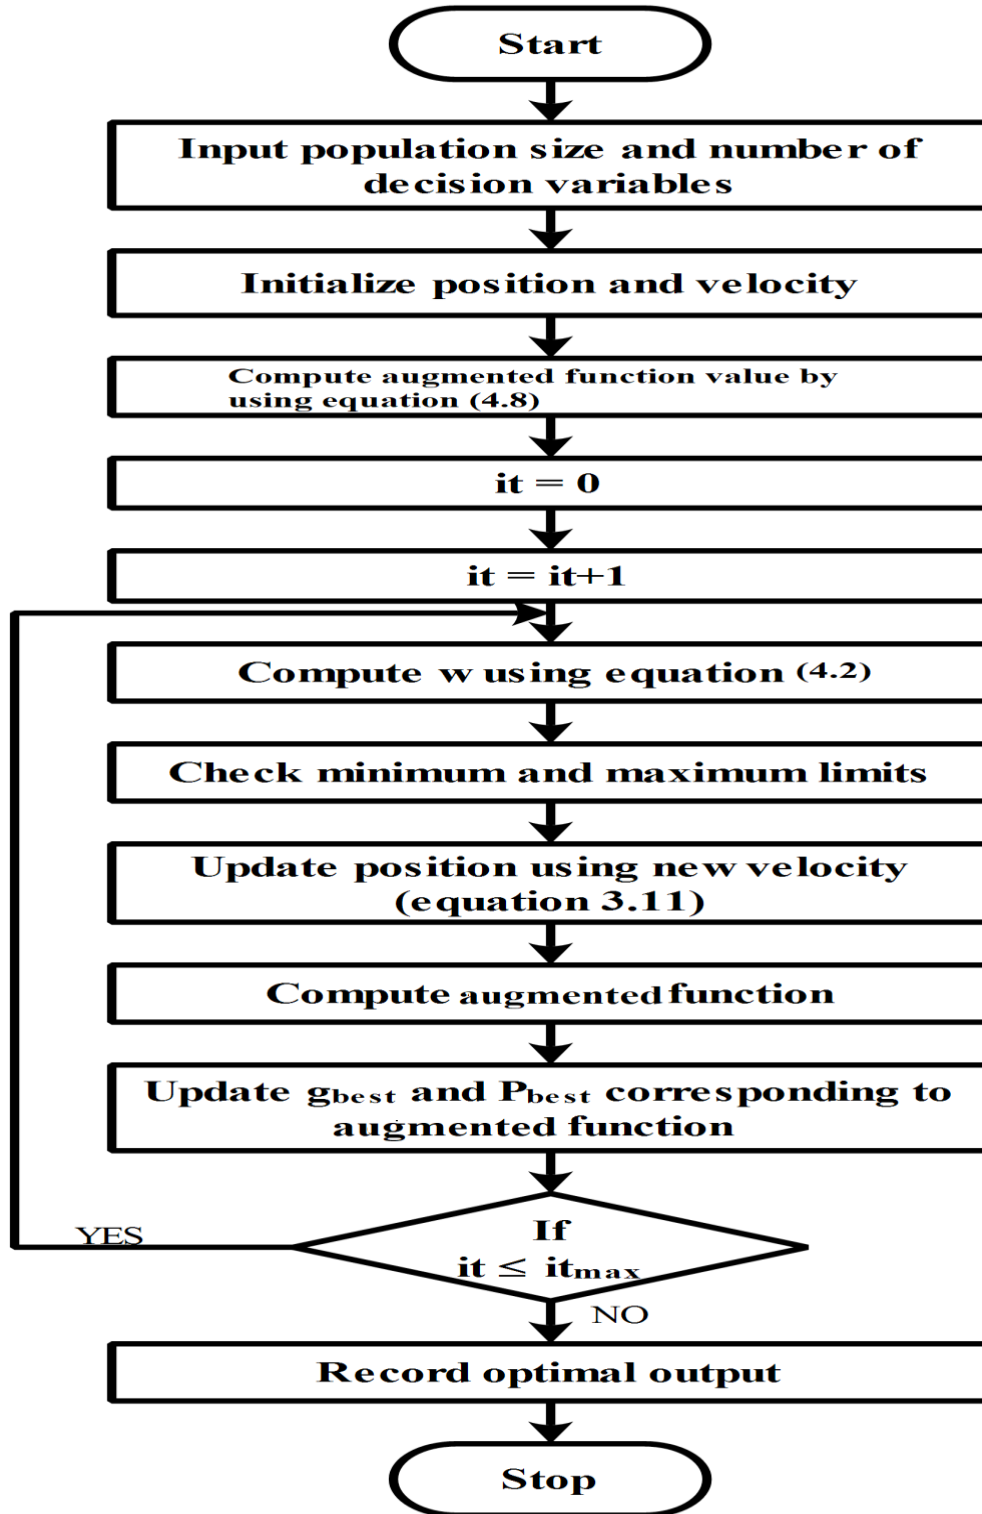 Start
Input population size and number of
decision variables
Initialize position and velocity
Compute augmented function value by
using equation (4.8)
it = 0
it = it+1
Compute w using equation (4.2)
Check minimum and maximum limits
Update position using new velocity
(equation 3.11)
Compute augmented function
Update gbest and Pbest corresponding to
augmented function
YES
If
it ≤ itmax
NO
Record optimal output
Stop